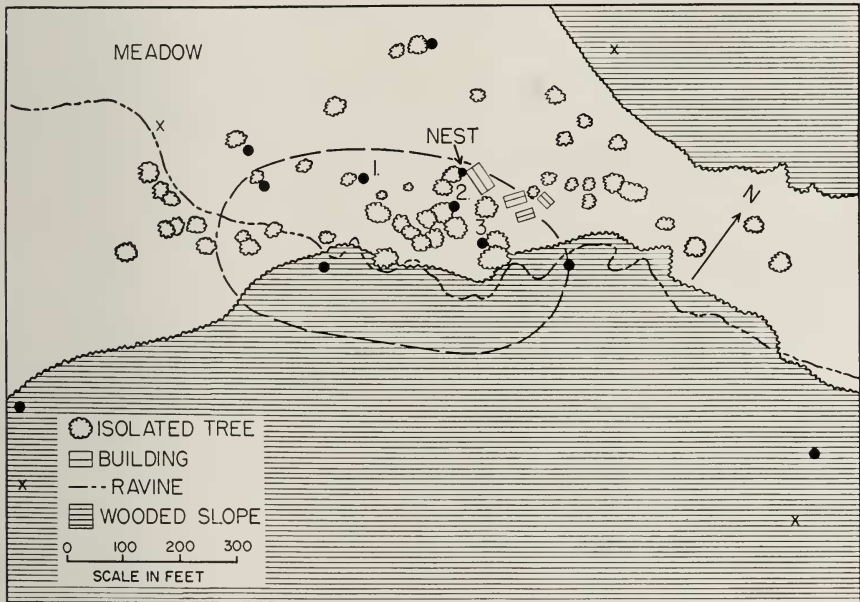 MEADOW
X
X
NEST
1.
2.
3.
N
ISOLATED TREE
BUILDING
X
RAVINE
WOODED SLOPE
X
0 100 200 300
SCALE IN FEET